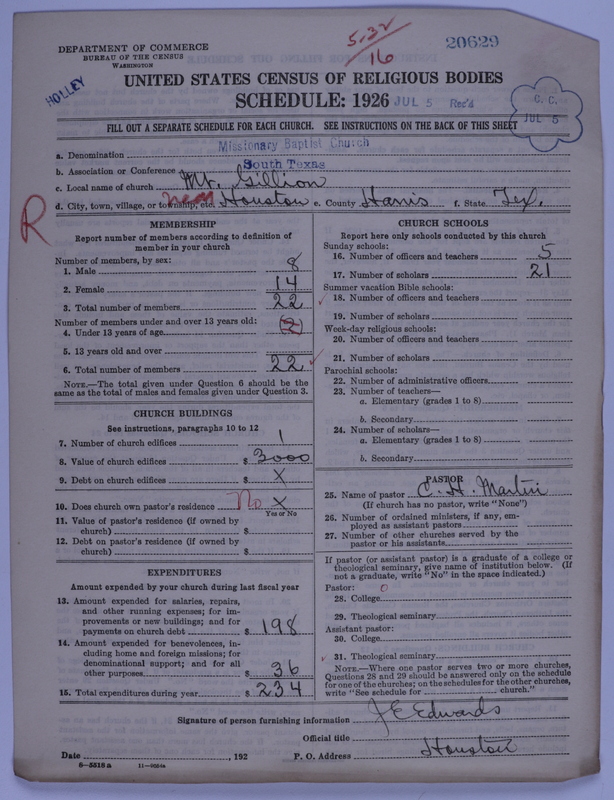 5-32
16
20629
DEPARTMENT OF COMMERCE
BUREAU OF THE CENSUS
WASHINGTON
HOLLEY
UNITED STATES CENSUS OF RELIGIOUS BODIES
SCHEDULE: 1926
JUL 5 Rec'd
C. C.
JUL 5
FILL OUT A SEPARATE SCHEDULE FOR EACH CHURCH. SEE INSTRUCTIONS ON THE BACK OF THIS SHEET
a. Denomination Missionary Baptist Church
b. Association or Conference South Texas
c. Local name of church Mt. Gillion
d. City, town, village, or township, etc. near Houston e. County Harris f. State Tex.
R
MEMBERSHIP
Report number of members according to definition of
member in your church
Number of members, by sex:
1. Male 8
2. Female 14
3. Total number of members 22
Number of members under and over 13 years old:
4. Under 13 years of age (2)
5. 13 years old and over
6. Total number of members 22
NOTE.—The total given under Question 6 should be
same as the total of males and females given under Question 3.
CHURCH BUILDINGS
See instructions, paragraphs 10 to 12
7. Number of church edifices 1
8. Value of church edifices $ 3000
9. Debt on church edifices $ X
10. Does church own pastor's residence No X
Yes or No
11. Value of pastor's residence (if owned by
church) $
12. Debt on pastor's residence (if owned by
church) $
EXPENDITURES
Amount expended by your church during last fiscal year
13. Amount expended for salaries, repairs,
and other running expenses; for im-
provements or new buildings; and for
payments on church debt $ 198
14. Amount expended for benevolences, in-
cluding home and foreign missions; for
denominational support; and for all
other purposes $ 36
15. Total expenditures during year $ 234
CHURCH SCHOOLS
Report here only schools conducted by this church
Sunday schools:
16. Number of officers and teachers 5
17. Number of scholars 21
Summer vacation Bible schools:
18. Number of officers and teachers
19. Number of scholars
Week-day religious schools:
20. Number of officers and teachers
21. Number of scholars
Parochial schools:
22. Number of administrative officers
23. Number of teachers—
a. Elementary (grades 1 to 8)
b. Secondary
24. Number of scholars—
a. Elementary (grades 1 to 8)
b. Secondary
PASTOR
25. Name of pastor C. H. Martin
(If church has no pastor, write "None")
26. Number of ordained ministers, if any, em-
ployed as assistant pastors
27. Number of other churches served by the
pastor or his assistants
If pastor (or assistant pastor) is a graduate of a college or
theological seminary, give name of institution below. (If
not a graduate, write "No" in the space indicated.)
Pastor: 0
28. College
29. Theological seminary
Assistant pastor:
30. College
31. Theological seminary
NOTE.—Where one pastor serves two or more churches,
Questions 28 and 29 should be answered only on the schedule
for one of the churches; on the schedules for the other churches,
write "See schedule for church."
Signature of person furnishing information J E Edwards
Official title
Date , 192 P. O. Address Houston
8-5518a 11-9054a